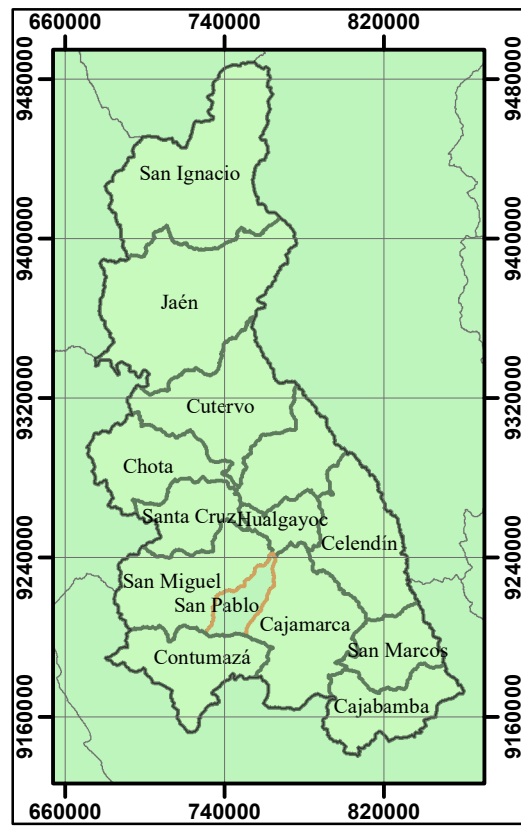 660000 740000 820000
9480000 9480000
San Ignacio
9400000 9400000
Jaén
9320000 9320000
Cutervo
Chota
Santa Cruz Hualgayoc
Celendín
9240000 9240000
San Miguel
San Pablo
Cajamarca
San Marcos
Contumazá
Cajabamba
9160000 9160000
660000 740000 820000